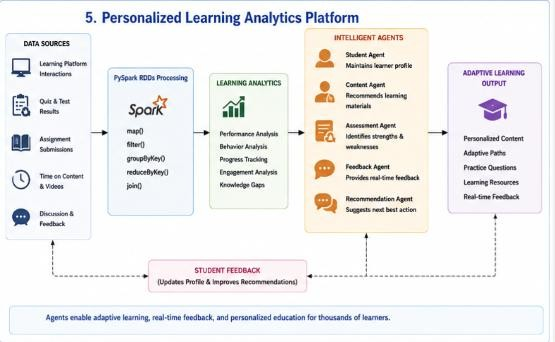 5. Personalized Learning Analytics Platform
DATA SOURCES
Learning Platform
Interactions
Quiz & Test
Results
Assignment
Submissions
Time on Content
& Videos
Discussion &
Feedback
PySpark RDDs Processing
Spark
map()
filter()
groupByKey()
reduceByKey()
join()
LEARNING ANALYTICS
Performance Analysis
Behavior Analysis
Progress Tracking
Engagement Analysis
Knowledge Gaps
INTELLIGENT AGENTS
Student Agent
Maintains learner profile
Content Agent
Recommends learning
materials
Assessment Agent
Identifies strengths &
weaknesses
Feedback Agent
Provides real-time feedback
Recommendation Agent
Suggests next best action
ADAPTIVE LEARNING
OUTPUT
Personalized Content
Adaptive Paths
Practice Questions
Learning Resources
Real-time Feedback
STUDENT FEEDBACK
(Updates Profile & Improves Recommendations)
Agents enable adaptive learning, real-time feedback, and personalized education for thousands of learners.